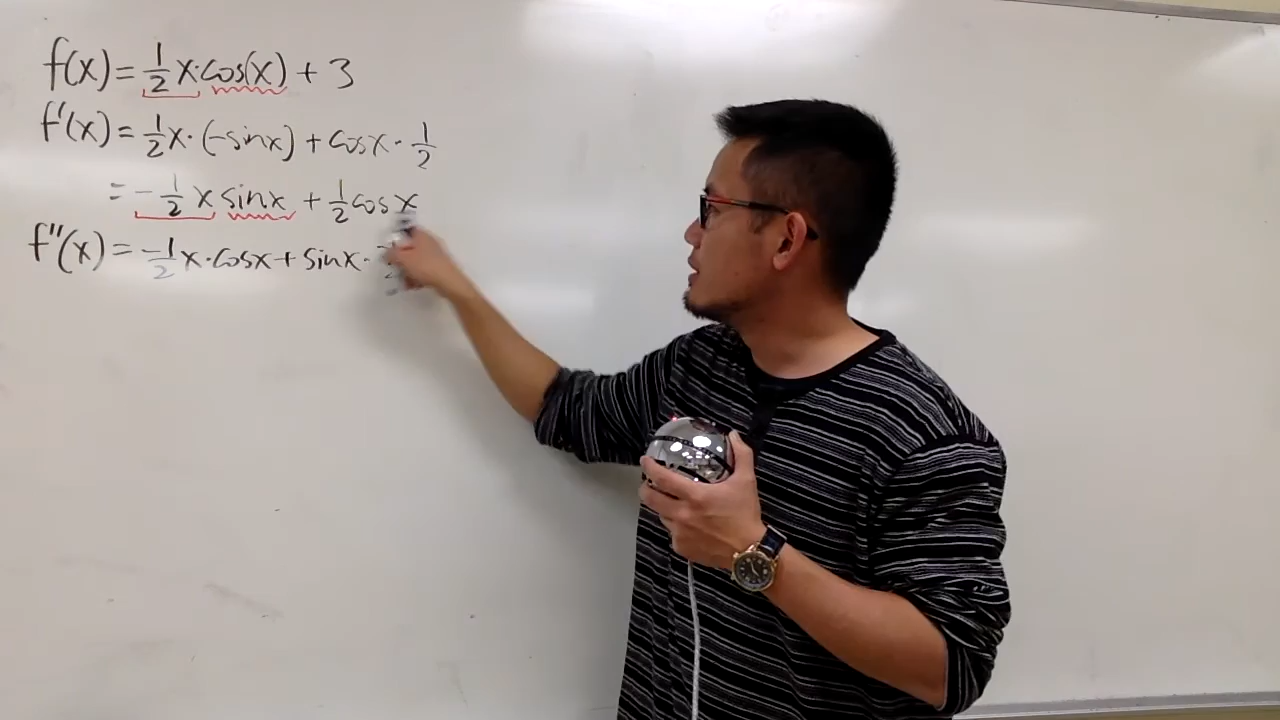 f(x) = 1/2 x·cos(x) + 3
f'(x) = 1/2 x·(-sinx) + cosx · 1/2
= -1/2 x sinx + 1/2 cosx
f''(x) = -1/2 x·cosx + sinx ·